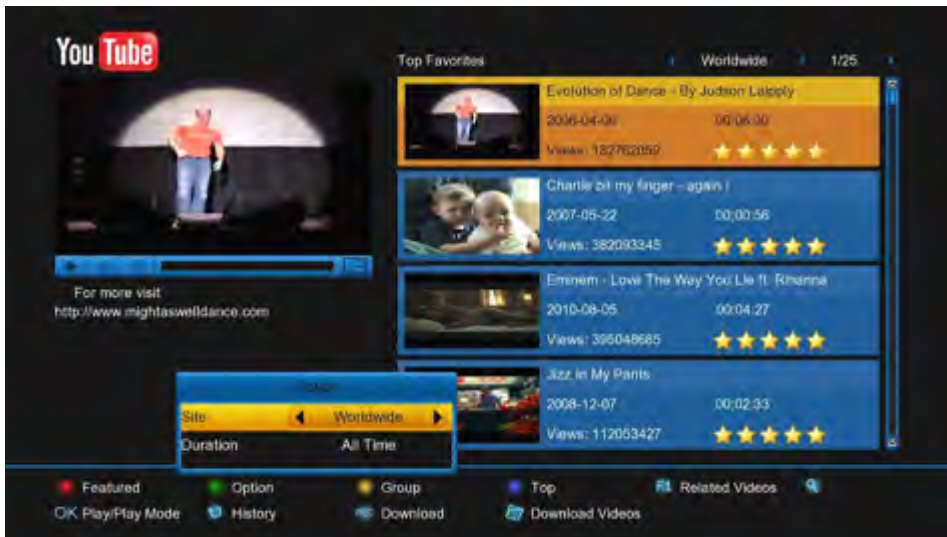 You Tube
Top Favorites Worldwide 1/25
Evolution of Dance - By Judson Laipply
2006-04-06 00:06:00
Views: 182762059
Charlie bit my finger - again !
2007-05-22 00:00:56
Views: 382093345
Eminem - Love The Way You Lie ft. Rihanna
2010-08-05 00:04:27
Views: 395048685
Jizz In My Pants
2008-12-07 00:02:33
Views: 112053427
For more visit
http://www.mightaswelldance.com
Site Worldwide
Duration All Time
Featured Option Group Top F1 Related Videos
OK Play/Play Mode History Download Download Videos